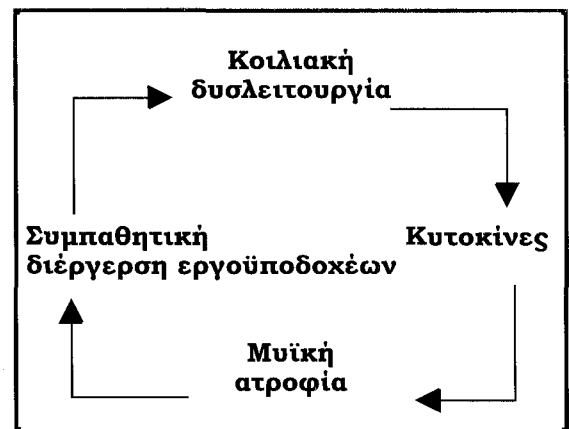 Κοιλιακή
δυσλειτουργία
Συμπαθητική
διέργερση εργοϋποδοχέων
Κυτοκίνες
Μυϊκή
ατροφία